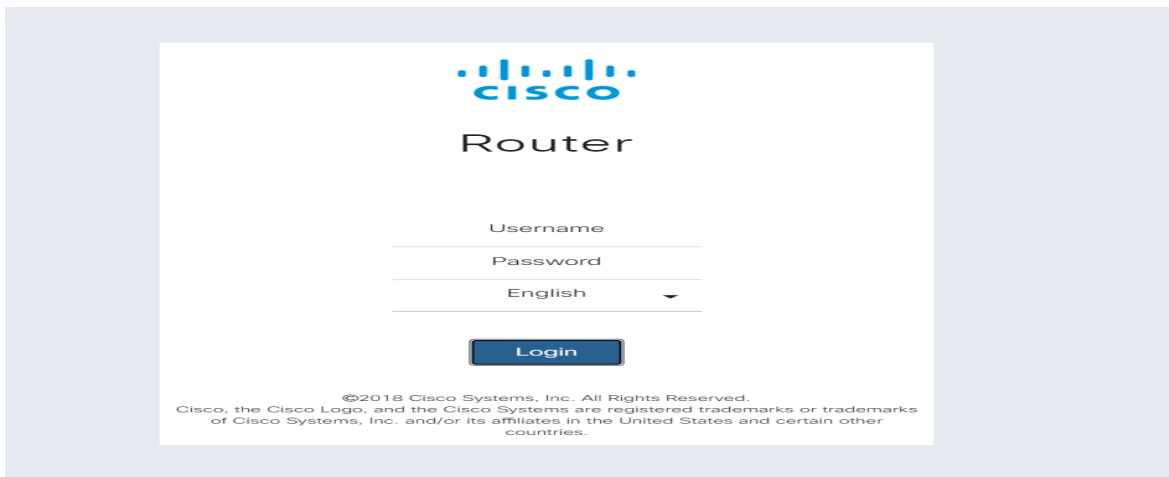 CISCO
Router
Username
Password
English
Login
©2018 Cisco Systems, Inc. All Rights Reserved.
Cisco, the Cisco Logo, and the Cisco Systems are registered trademarks or trademarks
of Cisco Systems, Inc. and/or its affiliates in the United States and certain other
countries.